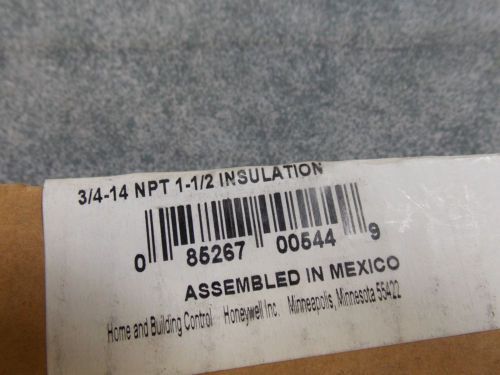 3/4-14 NPT 1-1/2 INSULATION
0 85267 00544 9
ASSEMBLED IN MEXICO
Home and Building Control Honeywell Inc. Minneapolis, Minnesota 55422